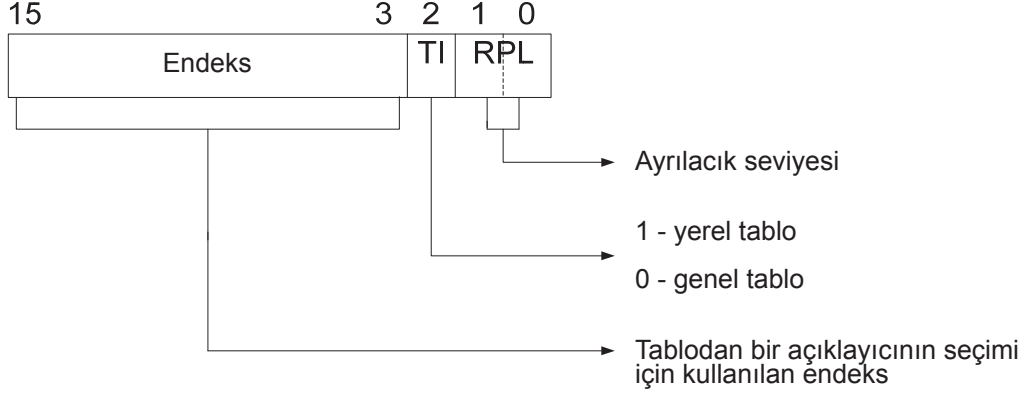 15 3 2 1 0
Endeks TI RPL
Ayrılacık seviyesi
1 - yerel tablo
0 - genel tablo
Tablodan bir açıklayıcının seçimi
için kullanılan endeks